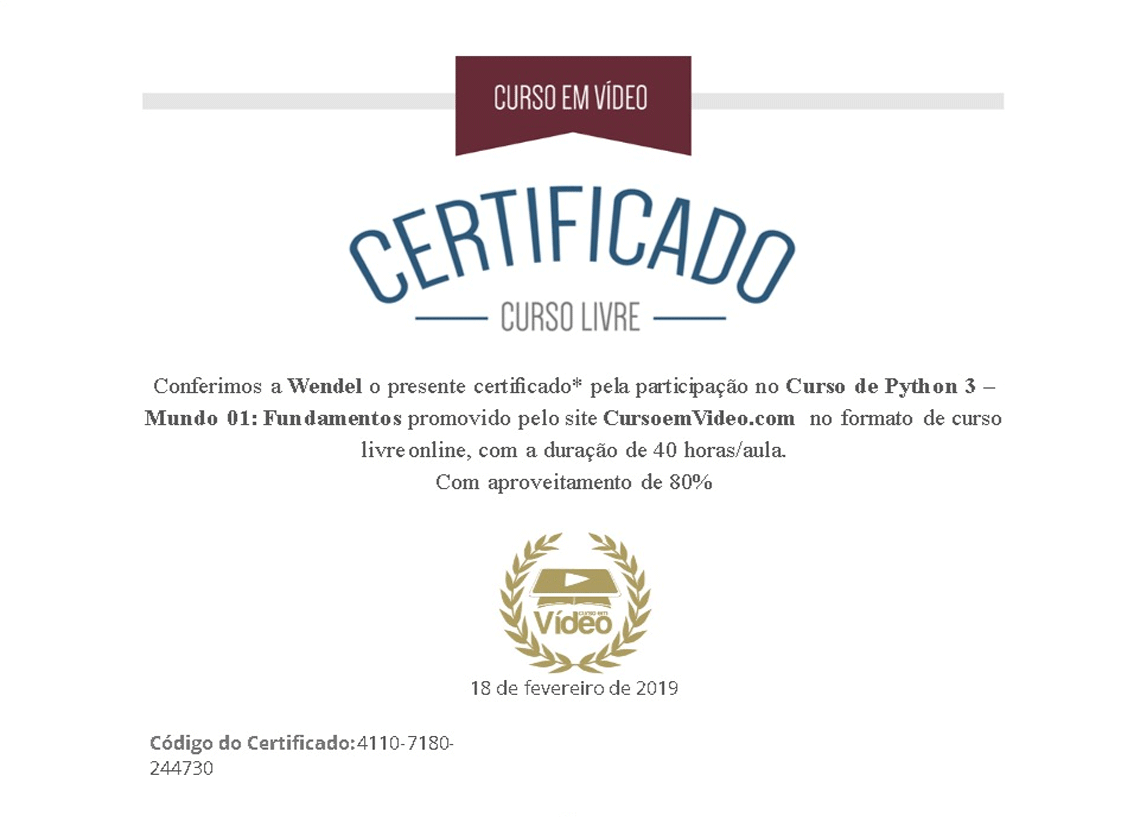 CURSO EM VÍDEO
CERTIFICADO
CURSO LIVRE
Conferimos a Wendel o presente certificado* pela participação no Curso de Python 3 –
Mundo 01: Fundamentos promovido pelo site CursoemVideo.com no formato de curso
livre online, com a duração de 40 horas/aula.
Com aproveitamento de 80%
curso em
Vídeo
18 de fevereiro de 2019
Código do Certificado: 4110-7180-
244730